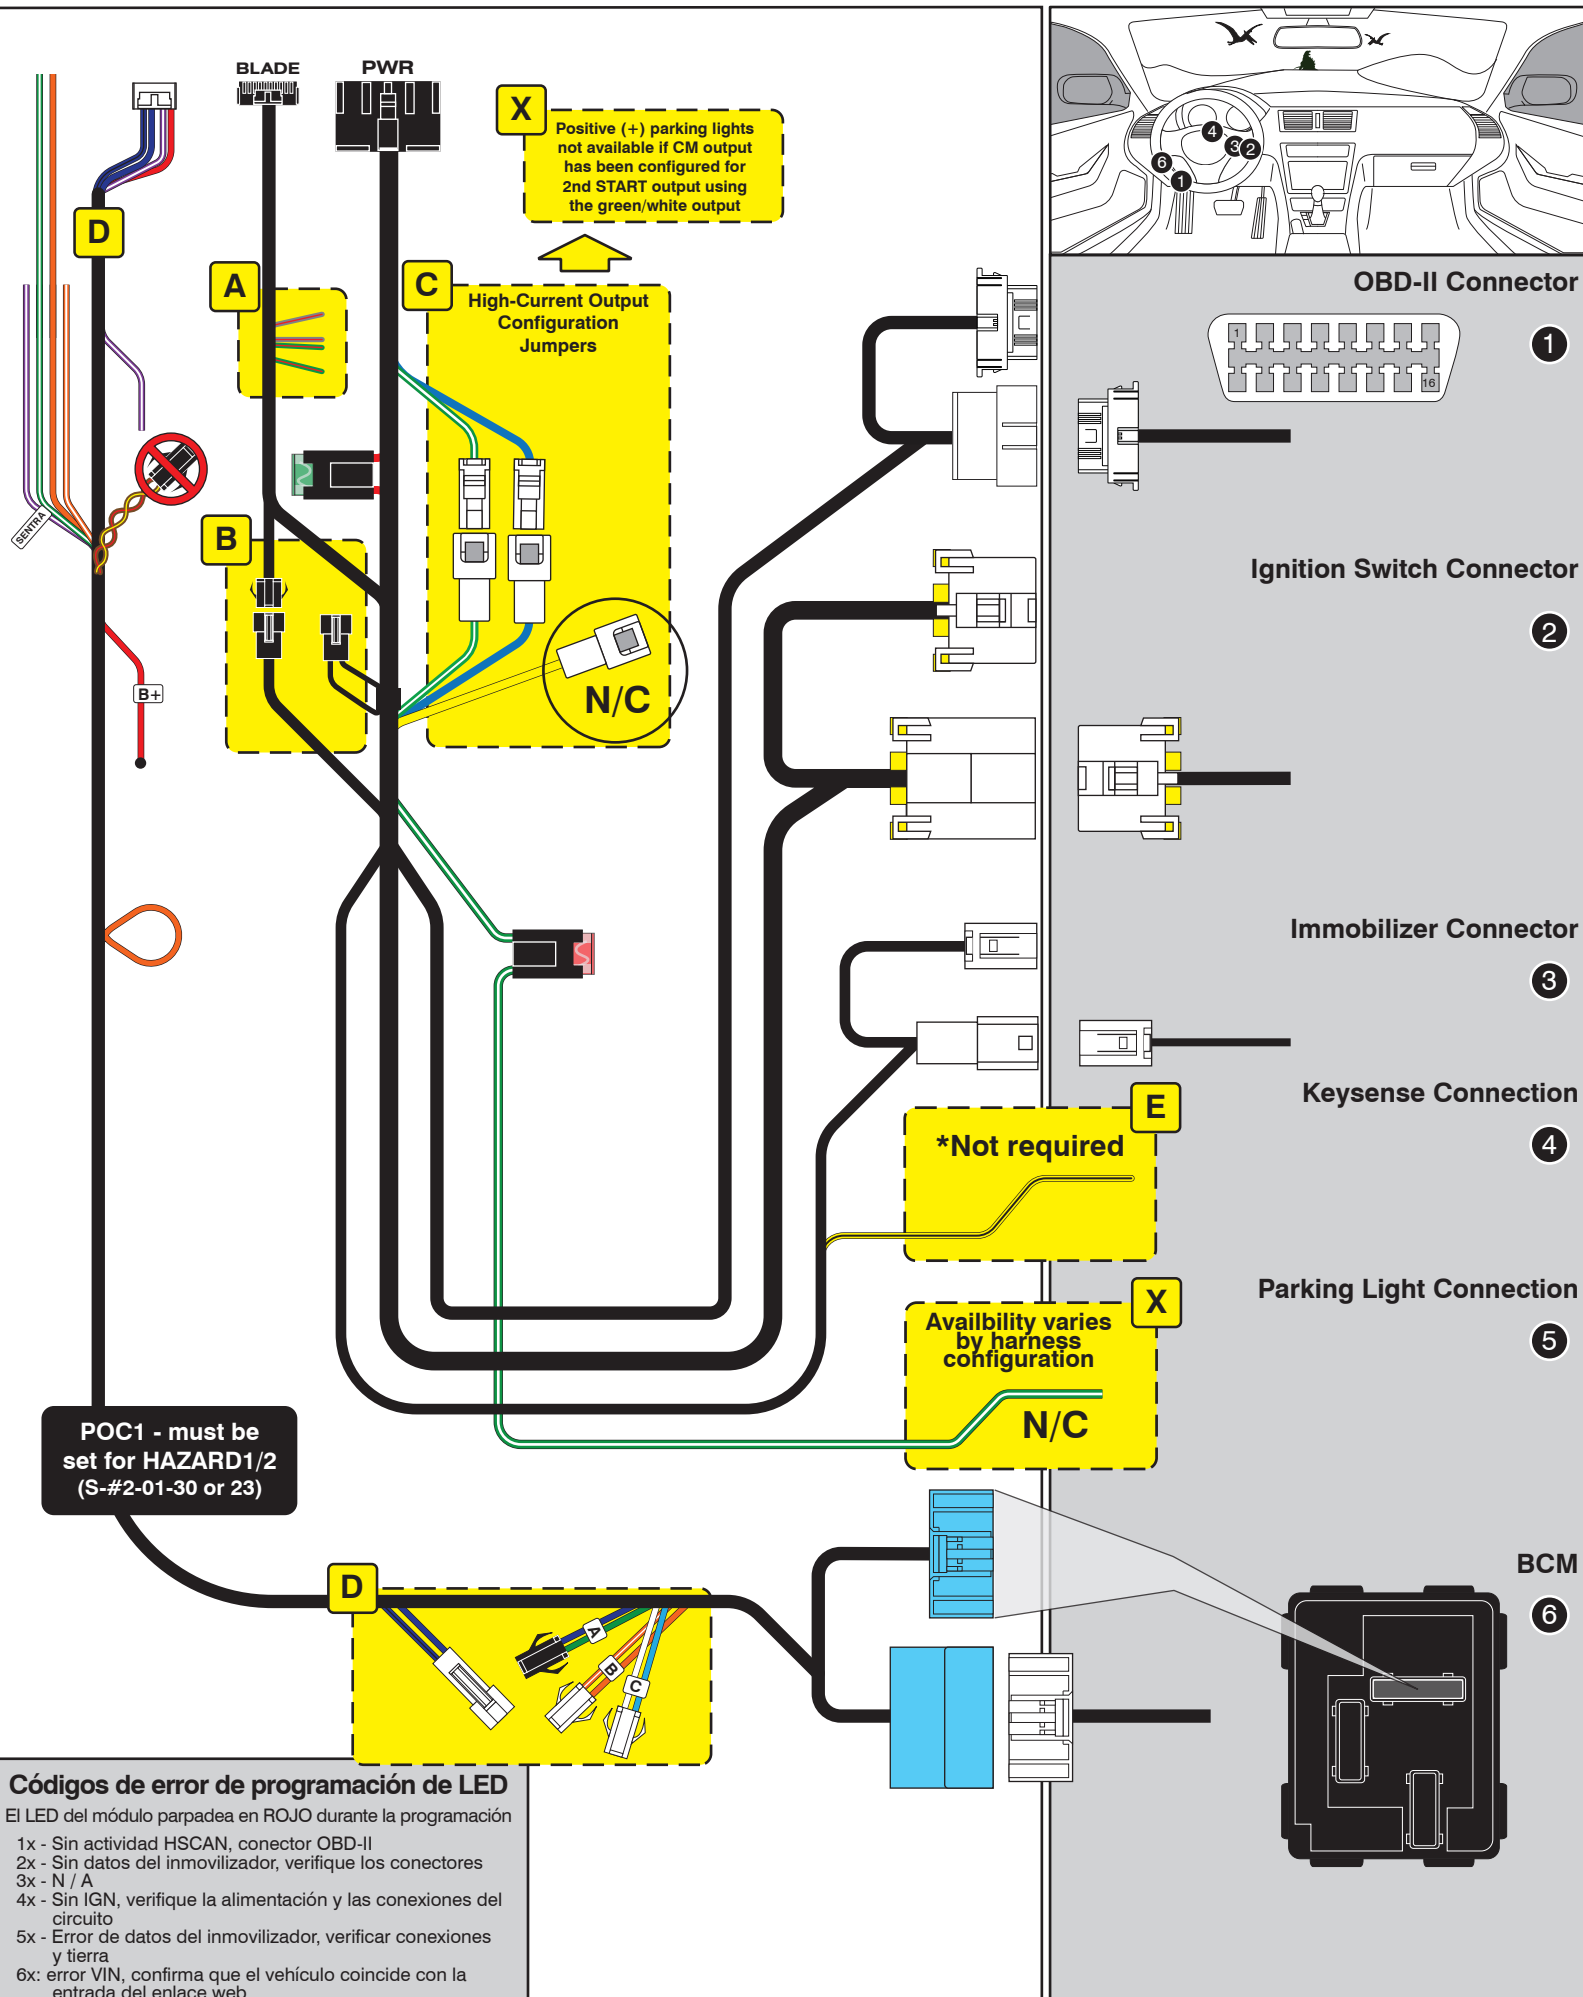 BLADE
PWR
X
Positive (+) parking lights
not available if CM output
has been configured for
2nd START output using
the green/white output
4
3
2
6
1
D
A
C
High-Current Output
Configuration
Jumpers
OBD-II Connector
1
1
16
SENTRA
B
Ignition Switch Connector
2
B+
N/C
Immobilizer Connector
3
Keysense Connection
4
E
*Not required
Parking Light Connection
5
X
Availbility varies
by harness
configuration
N/C
POC1 - must be
set for HAZARD1/2
(S-#2-01-30 or 23)
BCM
6
D
A
B
C
Códigos de error de programación de LED
El LED del módulo parpadea en ROJO durante la programación
1x - Sin actividad HSCAN, conector OBD-II
2x - Sin datos del inmovilizador, verifique los conectores
3x - N / A
4x - Sin IGN, verifique la alimentación y las conexiones del
circuito
5x - Error de datos del inmovilizador, verificar conexiones
y tierra
6x: error VIN, confirma que el vehículo coincide con la
entrada del enlace web